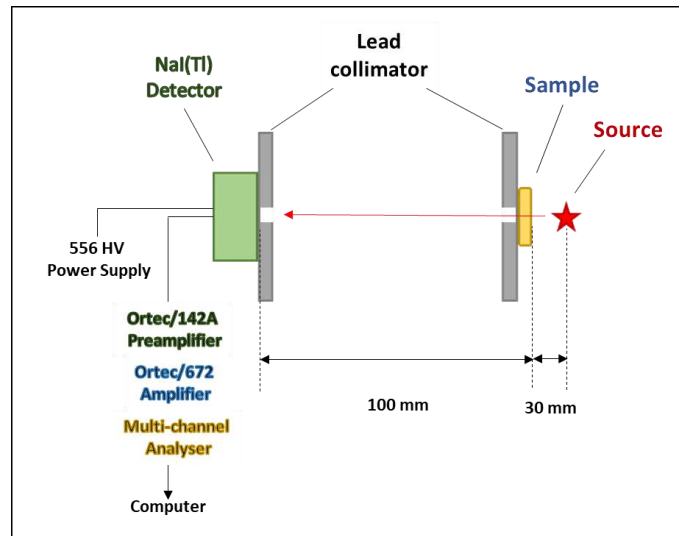 Lead
collimator
NaI(Tl)
Detector
Sample
Source
556 HV
Power Supply
Ortec/142A
Preamplifier
Ortec/672
Amplifier
Multi-channel
Analyser
Computer
100 mm
30 mm